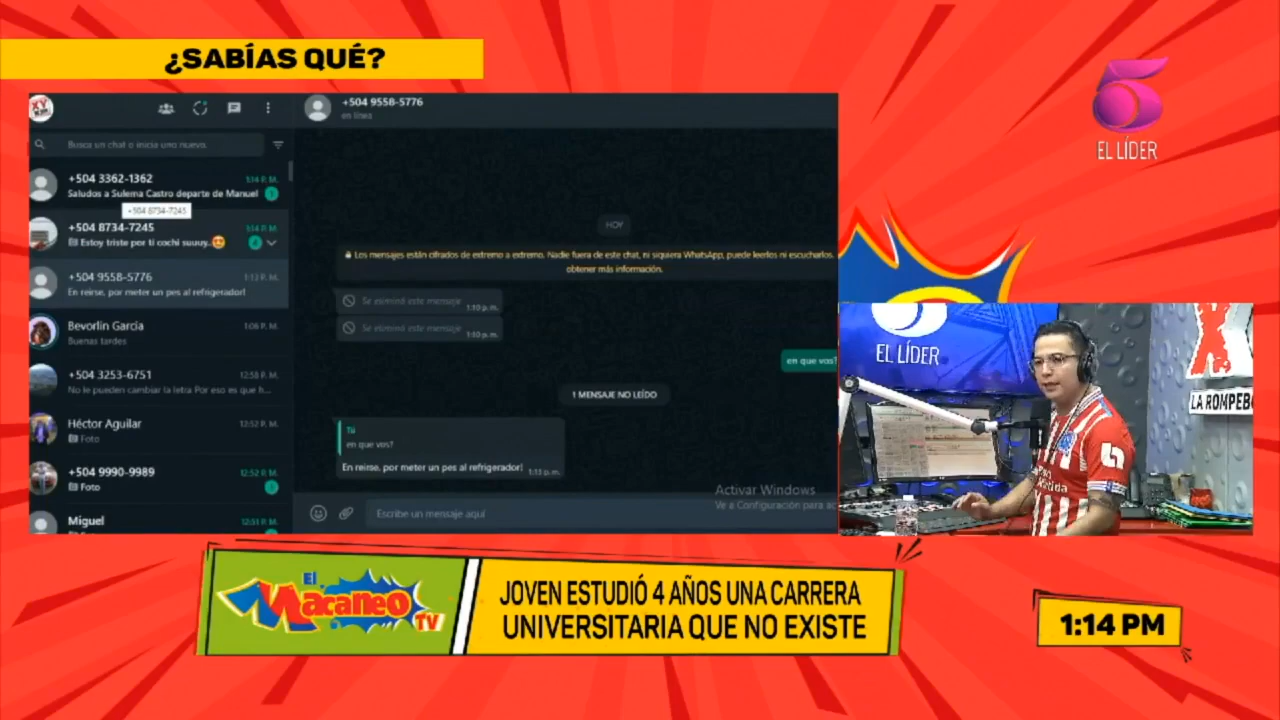 ¿SABÍAS QUÉ?
5
EL LÍDER
XY
+504 9558-5776
en línea
Busca un chat o inicia uno nuevo.
+504 3362-1362
1:14 P. M.
Saludos a Sulema Castro departe de Manuel
1
+504 8734-7245
+504 8734-7245
1:14 P. M.
Estoy triste por ti cochi suuuy..
4
+504 9558-5776
1:13 P. M.
En reirse, por meter un pes al refrigerador!
Bevorlin García
1:06 P. M.
Buenas tardes
+504 3253-6751
12:58 P. M.
No le pueden cambiar la letra Por eso es que h...
Héctor Aguilar
12:52 P. M.
Foto
+504 9990-9989
12:52 P. M.
Foto
Miguel
12:51 P. M.
HOY
Los mensajes están cifrados de extremo a extremo. Nadie fuera de este chat, ni siquiera WhatsApp, puede leerlos ni escucharlos.
obtener más información.
Se eliminó este mensaje
1:10 p. m.
Se eliminó este mensaje
1:10 p. m.
en que vos?
1 MENSAJE NO LEÍDO
Tú
en que vos?
En reirse, por meter un pes al refrigerador!
1:13 p. m.
Escribe un mensaje aquí
Activar Windows
Ve a Configuración para ac
EL LÍDER
X
LA ROMPEBO
El Macaneo TV
JOVEN ESTUDIÓ 4 AÑOS UNA CARRERA
UNIVERSITARIA QUE NO EXISTE
1:14 PM